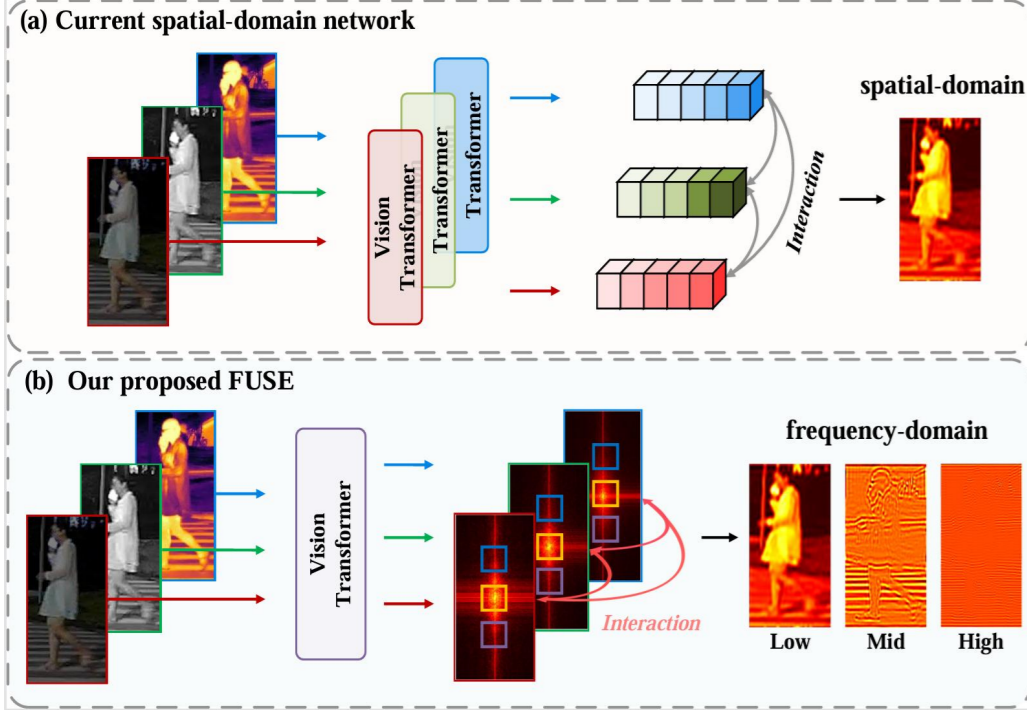 (a) Current spatial-domain network
Vision
Transformer
Transformer
Transformer
Interaction
spatial-domain
(b) Our proposed FUSE
Vision
Transformer
Interaction
frequency-domain
Low
Mid
High